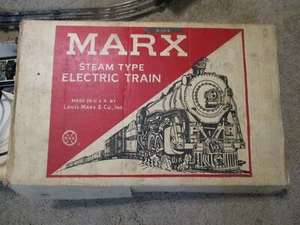 MARX
STEAM TYPE
ELECTRIC TRAIN
MADE IN U.S.A. BY
LOUIS MARX & CO., INC.